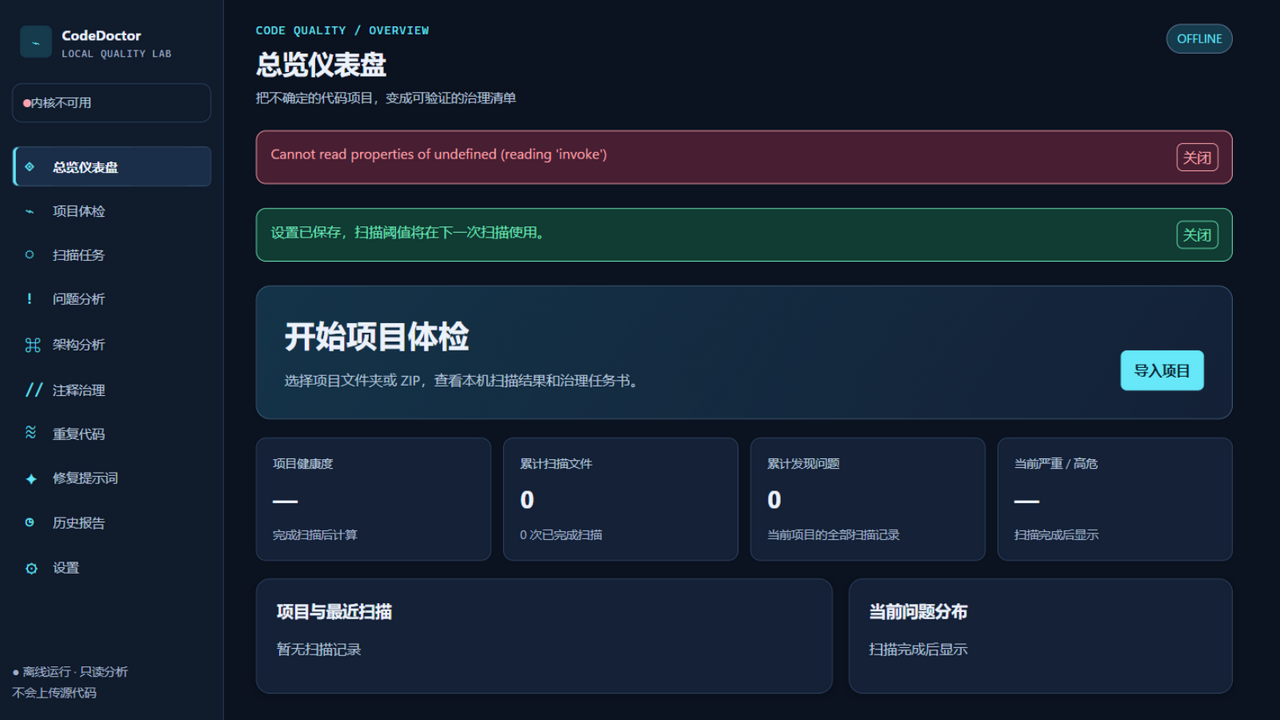 CodeDoctor
LOCAL QUALITY LAB
内核不可用
总览仪表盘
项目体检
扫描任务
! 问题分析
⌘ 架构分析
// 注释治理
重复代码
修复提示词
历史报告
设置
离线运行 · 只读分析
不会上传源代码
CODE QUALITY / OVERVIEW
总览仪表盘
把不确定的代码项目，变成可验证的治理清单
OFFLINE
Cannot read properties of undefined (reading 'invoke')
关闭
设置已保存，扫描阈值将在下一次扫描使用。
关闭
开始项目体检
选择项目文件夹或 ZIP，查看本机扫描结果和治理任务书。
导入项目
项目健康度
—
完成扫描后计算
累计扫描文件
0
0 次已完成扫描
累计发现问题
0
当前项目的全部扫描记录
当前严重 / 高危
—
扫描完成后显示
项目与最近扫描
暂无扫描记录
当前问题分布
扫描完成后显示